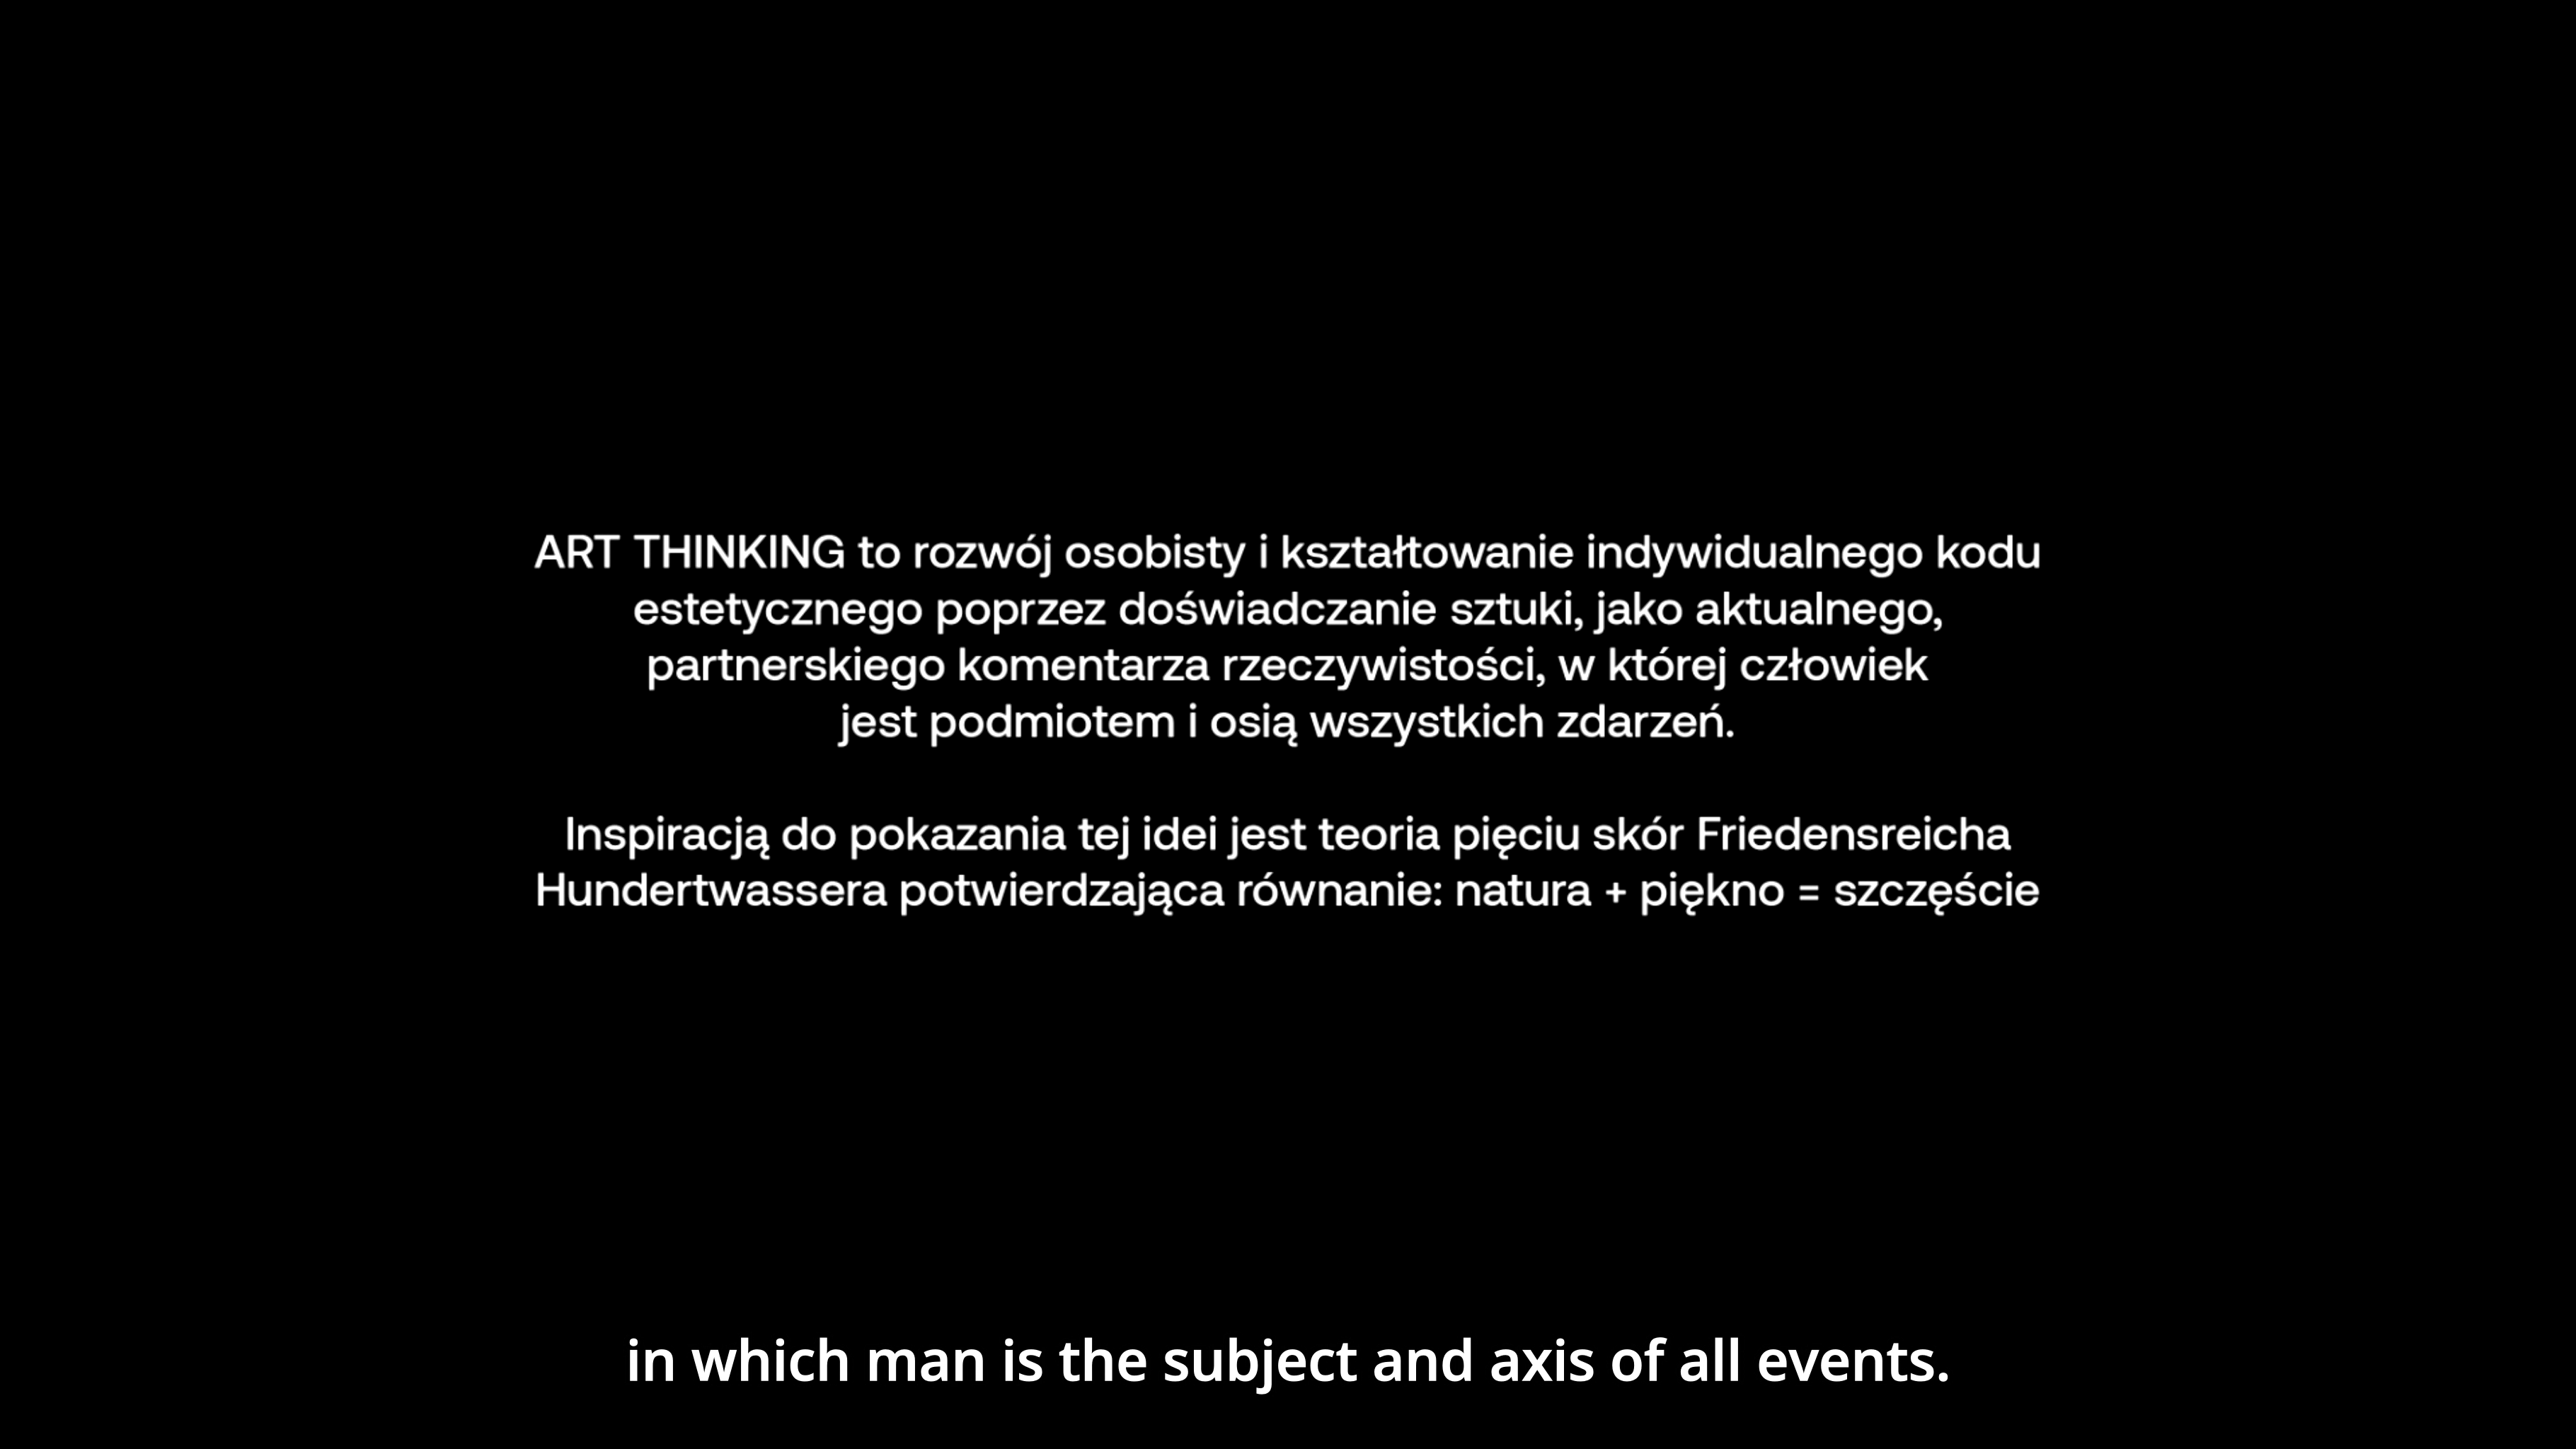 ART THINKING to rozwój osobisty i kształtowanie indywidualnego kodu
estetycznego poprzez doświadczanie sztuki, jako aktualnego,
partnerskiego komentarza rzeczywistości, w której człowiek
jest podmiotem i osią wszystkich zdarzeń.
Inspiracją do pokazania tej idei jest teoria pięciu skór Friedensreicha
Hundertwassera potwierdzająca równanie: natura + piękno = szczęście
in which man is the subject and axis of all events.